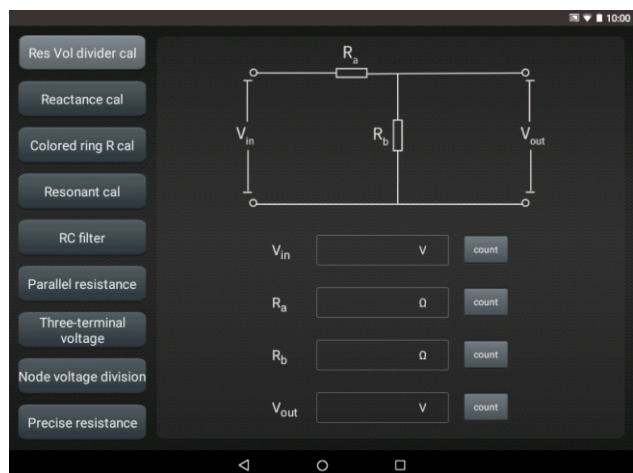 10:00
Res Vol divider cal
Reactance cal
Colored ring R cal
Resonant cal
RC filter
Parallel resistance
Three-terminal
voltage
Node voltage division
Precise resistance
Ra
Vin
Rb
Vout
Vin V count
Ra Ω count
Rb Ω count
Vout V count